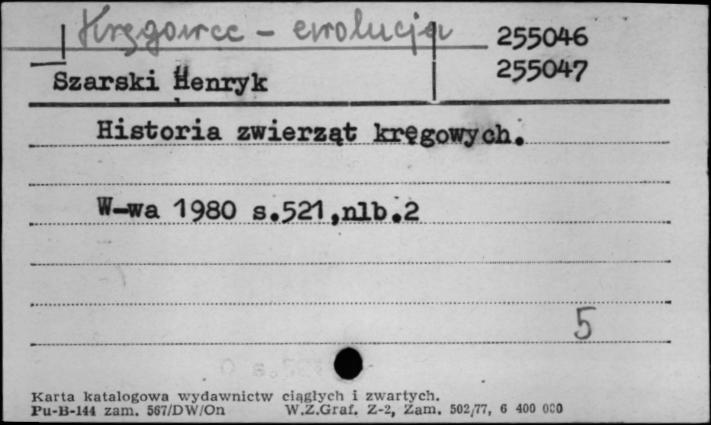 Kręgowce - ewolucja 255046
255047
Szarski Henryk
Historia zwierząt kręgowych.
W-wa 1980 s.521,nlb.2
5
Karta katalogowa wydawnictw ciągłych i zwartych.
Pu-B-144 zam. 567/DW/On W.Z.Graf. Z-2, Zam. 502/77, 6 400 000